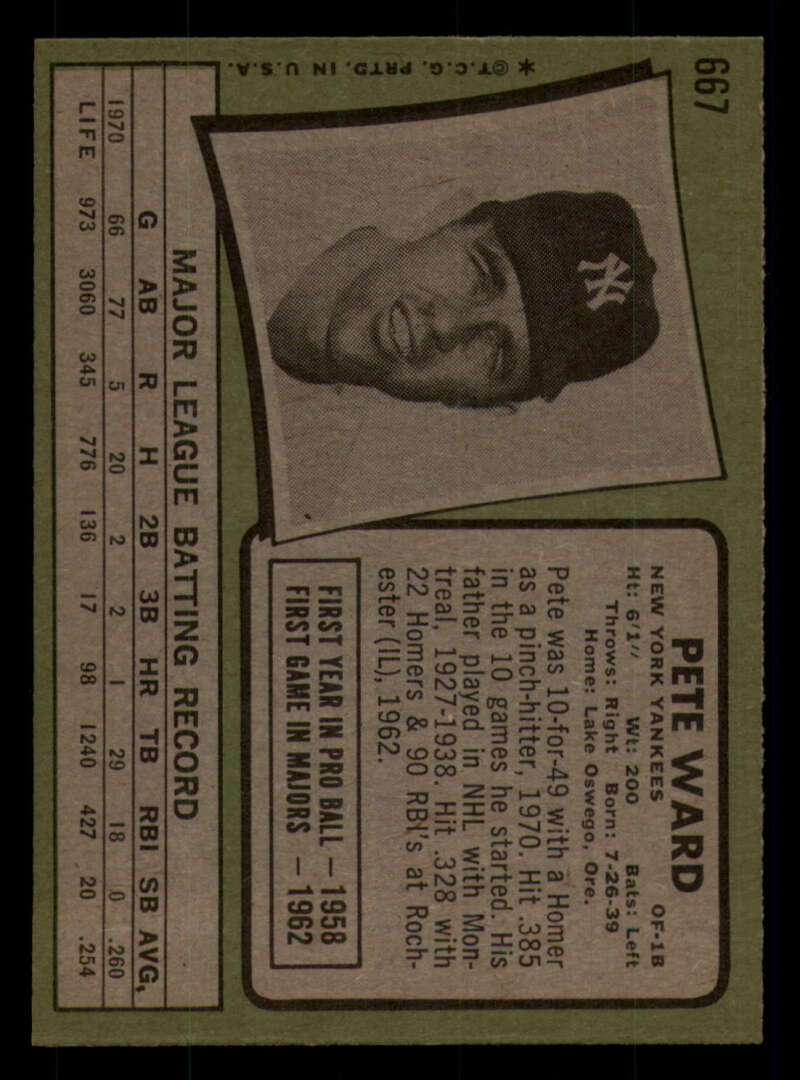 667
* ©T.C.G. PRTD. IN U.S.A.
NY
PETE WARD
NEW YORK YANKEES OF-1B
Ht: 6'1" Wt: 200 Bats: Left
Throws: Right Born: 7-26-39
Home: Lake Oswego, Ore.
Pete was 10-for-49 with a Homer
as a pinch-hitter, 1970. Hit .385
in the 10 games he started. His
father played in NHL with Mon-
treal, 1927-1938. Hit .328 with
22 Homers & 90 RBI's at Roch-
ester (IL), 1962.
FIRST YEAR IN PRO BALL — 1958
FIRST GAME IN MAJORS — 1962
MAJOR LEAGUE BATTING RECORD
G AB R H 2B 3B HR TB RBI SB AVG.
1970 66 77 5 20 2 2 1 29 18 0 .260
LIFE 973 3060 345 776 136 17 98 1240 427 20 .254